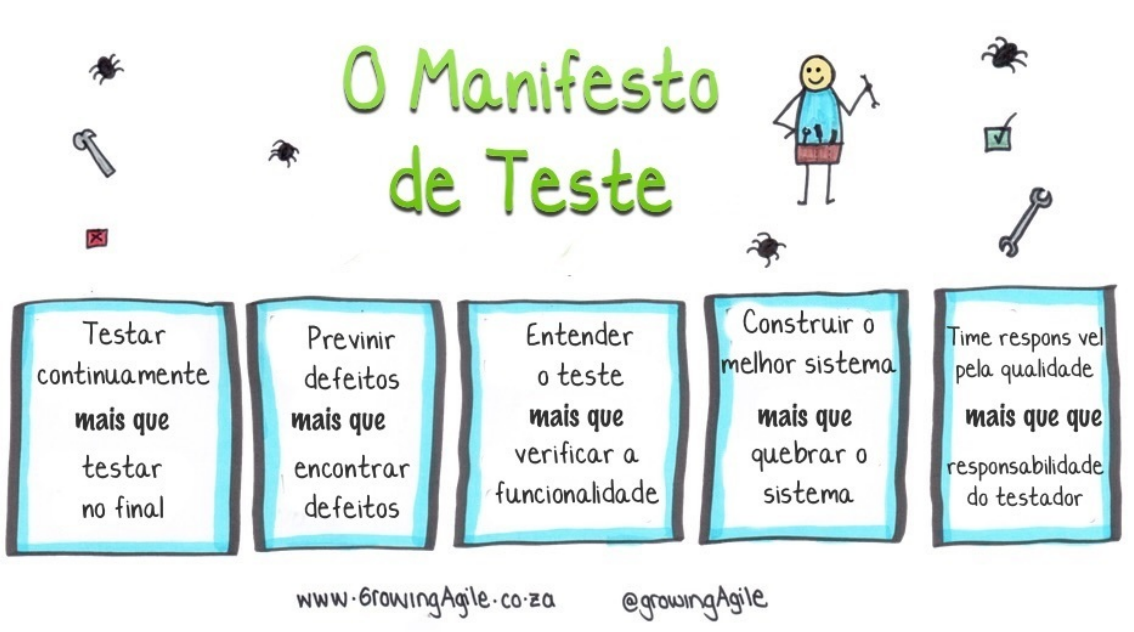 O Manifesto
de Teste
Testar
continuamente
mais que
testar
no final
Previnir
defeitos
mais que
encontrar
defeitos
Entender
o teste
mais que
verificar a
funcionalidade
Construir o
melhor sistema
mais que
quebrar o
sistema
Time respons vel
pela qualidade
mais que que
responsabilidade
do testador
www.GrowingAgile.co.za
@growingAgile